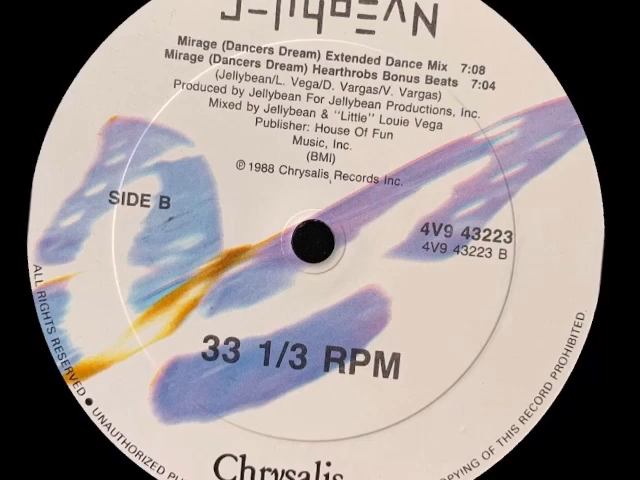 JELLYBEAN
Mirage (Dancers Dream) Extended Dance Mix 7:08
Mirage (Dancers Dream) Hearthrobs Bonus Beats 7:04
(Jellybean/L. Vega/D. Vargas/V. Vargas)
Produced by Jellybean For Jellybean Productions, Inc.
Mixed by Jellybean & "Little" Louie Vega
Publisher: House Of Fun
Music, Inc.
(BMI)
℗ 1988 Chrysalis Records Inc.
SIDE B
4V9 43223
4V9 43223 B
33 1/3 RPM
Chrysalis
ALL RIGHTS RESERVED ● UNAUTHORIZED
OF THIS RECORD PROHIBITED.